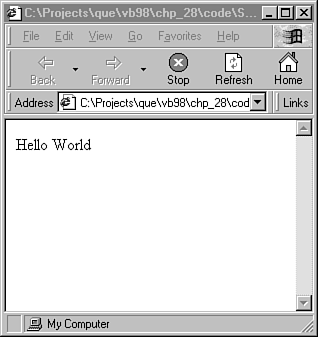 C:\Projects\que\vb98\chp_28\code\S...
File Edit View Go Favorites Help
Back Forward Stop Refresh Home
Address C:\Projects\que\vb98\chp_28\cod Links
Hello World
My Computer